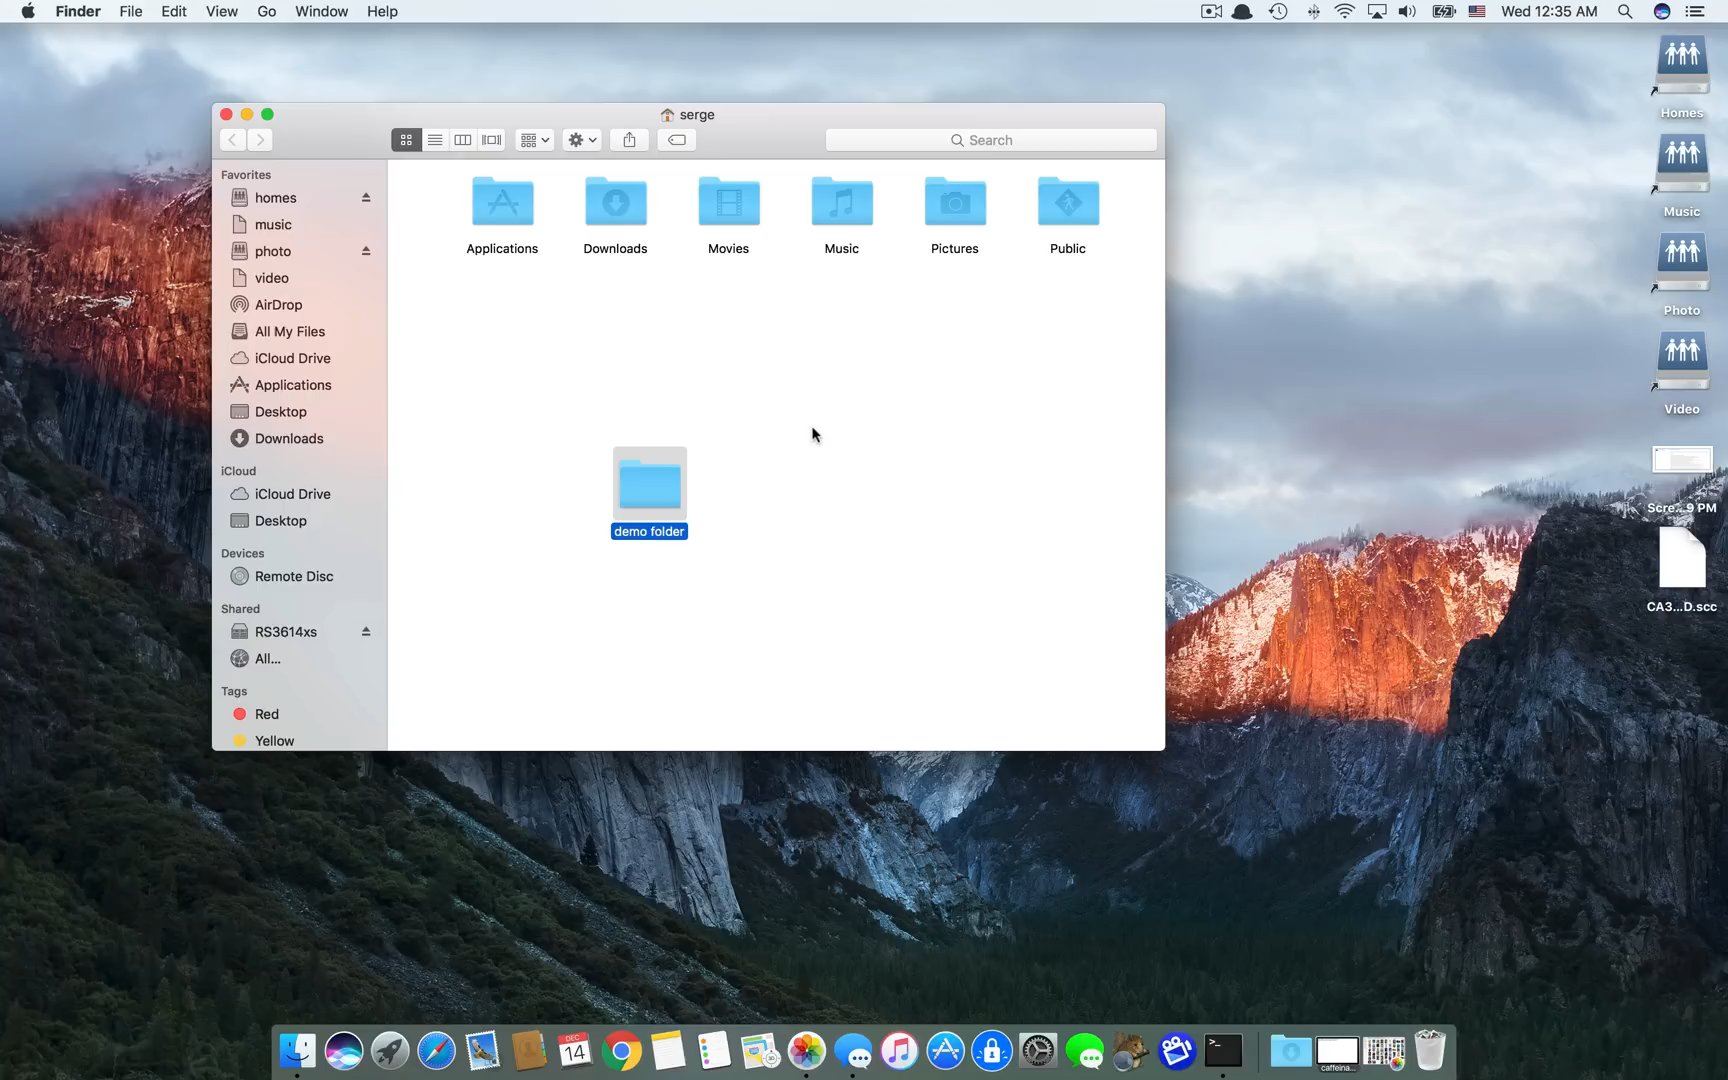 Finder File Edit View Go Window Help
Wed 12:35 AM
serge
Search
Favorites
homes
music
photo
video
AirDrop
All My Files
iCloud Drive
Applications
Desktop
Downloads
iCloud
iCloud Drive
Desktop
Devices
Remote Disc
Shared
RS3614xs
All...
Tags
Red
Yellow
Applications
Downloads
Movies
Music
Pictures
Public
demo folder
Homes
Music
Photo
Video
Scre...9 PM
CA3...D.scc
DEC
14
caffeina...